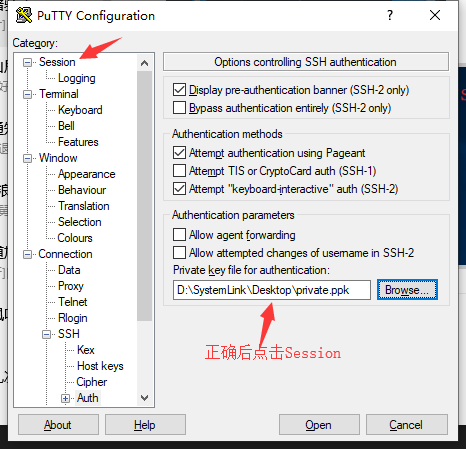 PuTTY Configuration
Category:
Session
Logging
Terminal
Keyboard
Bell
Features
Window
Appearance
Behaviour
Translation
Selection
Colours
Connection
Data
Proxy
Telnet
Rlogin
SSH
Kex
Host keys
Cipher
Auth
Options controlling SSH authentication
Display pre-authentication banner (SSH-2 only)
Bypass authentication entirely (SSH-2 only)
Authentication methods
Attempt authentication using Pageant
Attempt TIS or CryptoCard auth (SSH-1)
Attempt "keyboard-interactive" auth (SSH-2)
Authentication parameters
Allow agent forwarding
Allow attempted changes of username in SSH-2
Private key file for authentication:
D:\SystemLink\Desktop\private.ppk
Browse...
正确后点击Session
About
Help
Open
Cancel